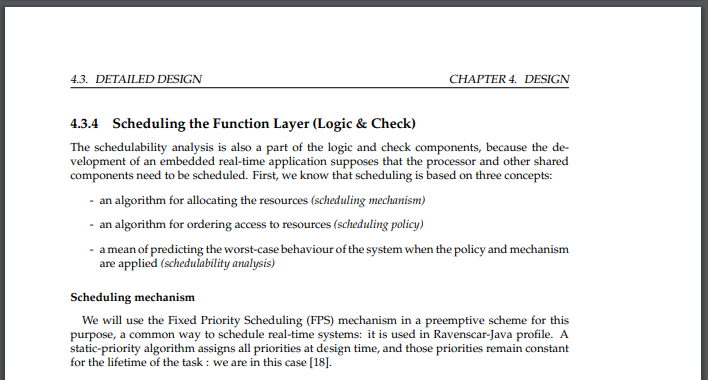 4.3. DETAILED DESIGN CHAPTER 4. DESIGN
4.3.4 Scheduling the Function Layer (Logic & Check)
The schedulability analysis is also a part of the logic and check components, because the de-
velopment of an embedded real-time application supposes that the processor and other shared
components need to be scheduled. First, we know that scheduling is based on three concepts:
- an algorithm for allocating the resources (scheduling mechanism)
- an algorithm for ordering access to resources (scheduling policy)
- a mean of predicting the worst-case behaviour of the system when the policy and mechanism
are applied (schedulability analysis)
Scheduling mechanism
We will use the Fixed Priority Scheduling (FPS) mechanism in a preemptive scheme for this
purpose, a common way to schedule real-time systems: it is used in Ravenscar-Java profile. A
static-priority algorithm assigns all priorities at design time, and those priorities remain constant
for the lifetime of the task : we are in this case [18].